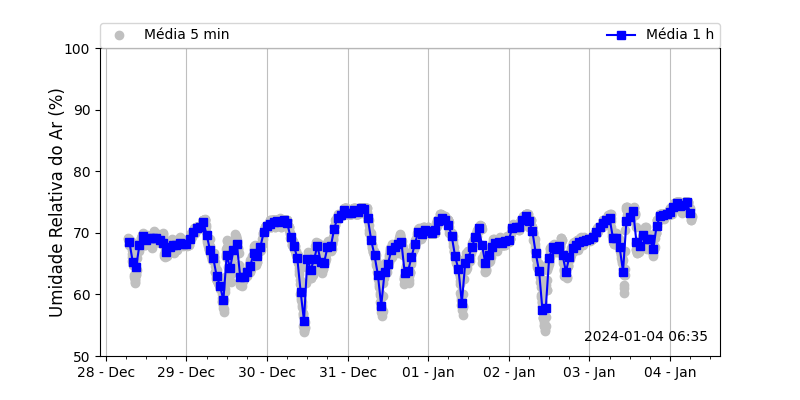 Média 5 min
Média 1 h
Umidade Relativa do Ar (%)
100
90
80
70
60
50
2024-01-04 06:35
28 - Dec
29 - Dec
30 - Dec
31 - Dec
01 - Jan
02 - Jan
03 - Jan
04 - Jan